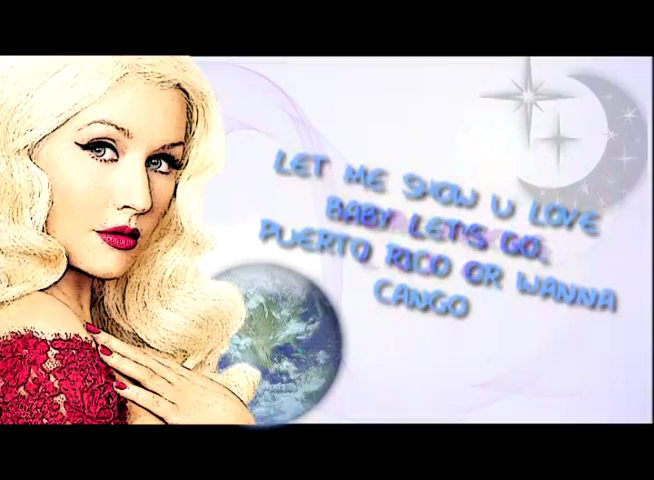 LET ME SHOW U LOVE
BABY LET'S GO.
PUERTO RICO OR WANNA
CANGO